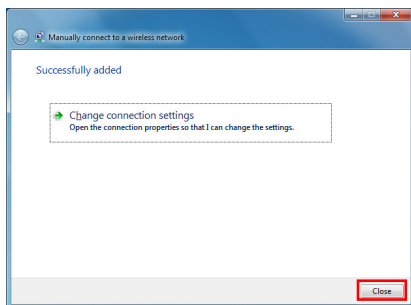 Manually connect to a wireless network
Successfully added
Change connection settings
Open the connection properties so that I can change the settings.
Close